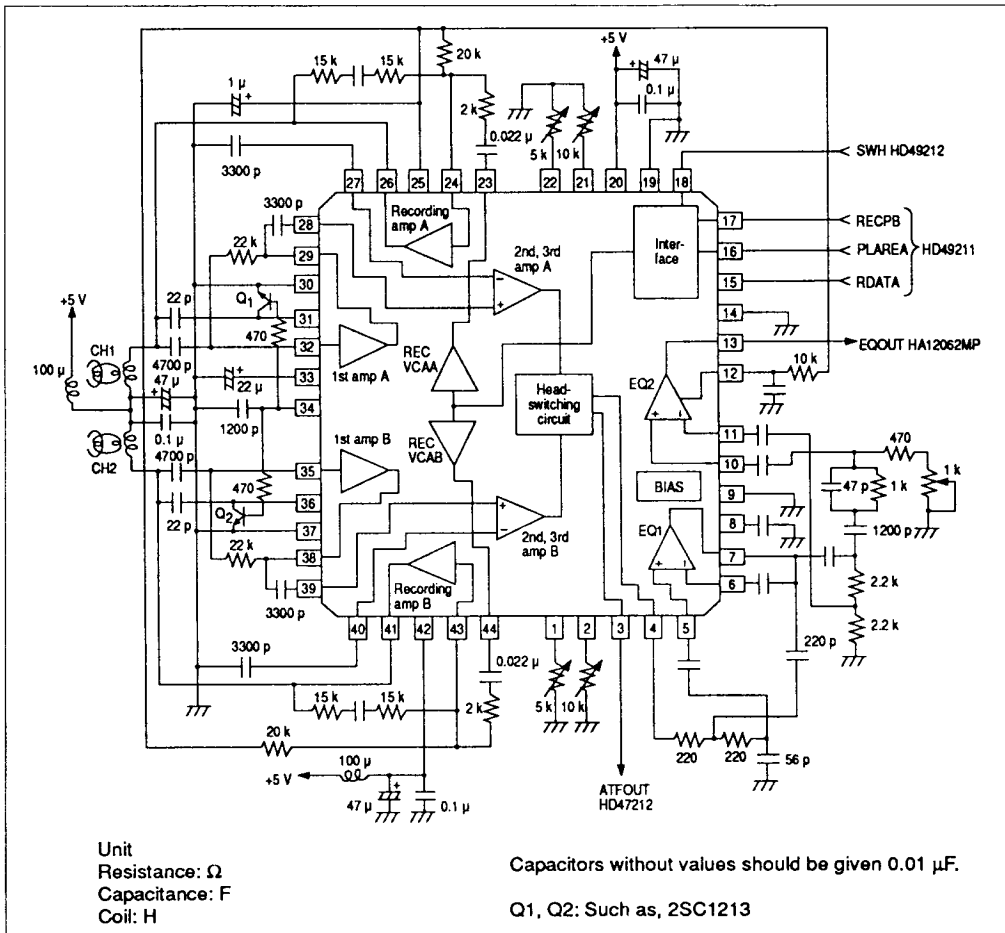 +5 V
20 k
47 µ
+
15 k
15 k
1 µ
+
0.1 µ
2 k
0.022 µ
5 k
10 k
3300 p
SWH HD49212
27
26
25
24
23
22
21
20
19
18
3300 p
28
Recording amp A
17
RECPB
22 k
29
2nd, 3rd amp A
Inter-face
16
PLAREA
HD49211
30
15
RDATA
+5 V
22 p
Q1
31
14
470
CH1
32
REC VCAA
13
EQOUT HA12062MP
100 µ
4700 p
1st amp A
12
10 k
47 µ
+
22 µ
+
33
Head-switching circuit
EQ2
1200 p
34
11
470
0.1 µ
1st amp B
REC VCAB
10
4700 p
35
47 p
1 k
1 k
CH2
470
BIAS
9
36
22 p
Q2
8
1200 p
37
2nd, 3rd amp B
EQ1
22 k
38
7
2.2 k
39
Recording amp B
6
3300 p
2.2 k
40
41
42
43
44
1
2
3
4
5
220 p
3300 p
0.022 µ
15 k
15 k
2 k
5 k
10 k
20 k
220
220
56 p
100 µ
+5 V
ATFOUT HD47212
47 µ
+
0.1 µ
Unit
Resistance: Ω
Capacitance: F
Coil: H
Capacitors without values should be given 0.01 µF.
Q1, Q2: Such as, 2SC1213